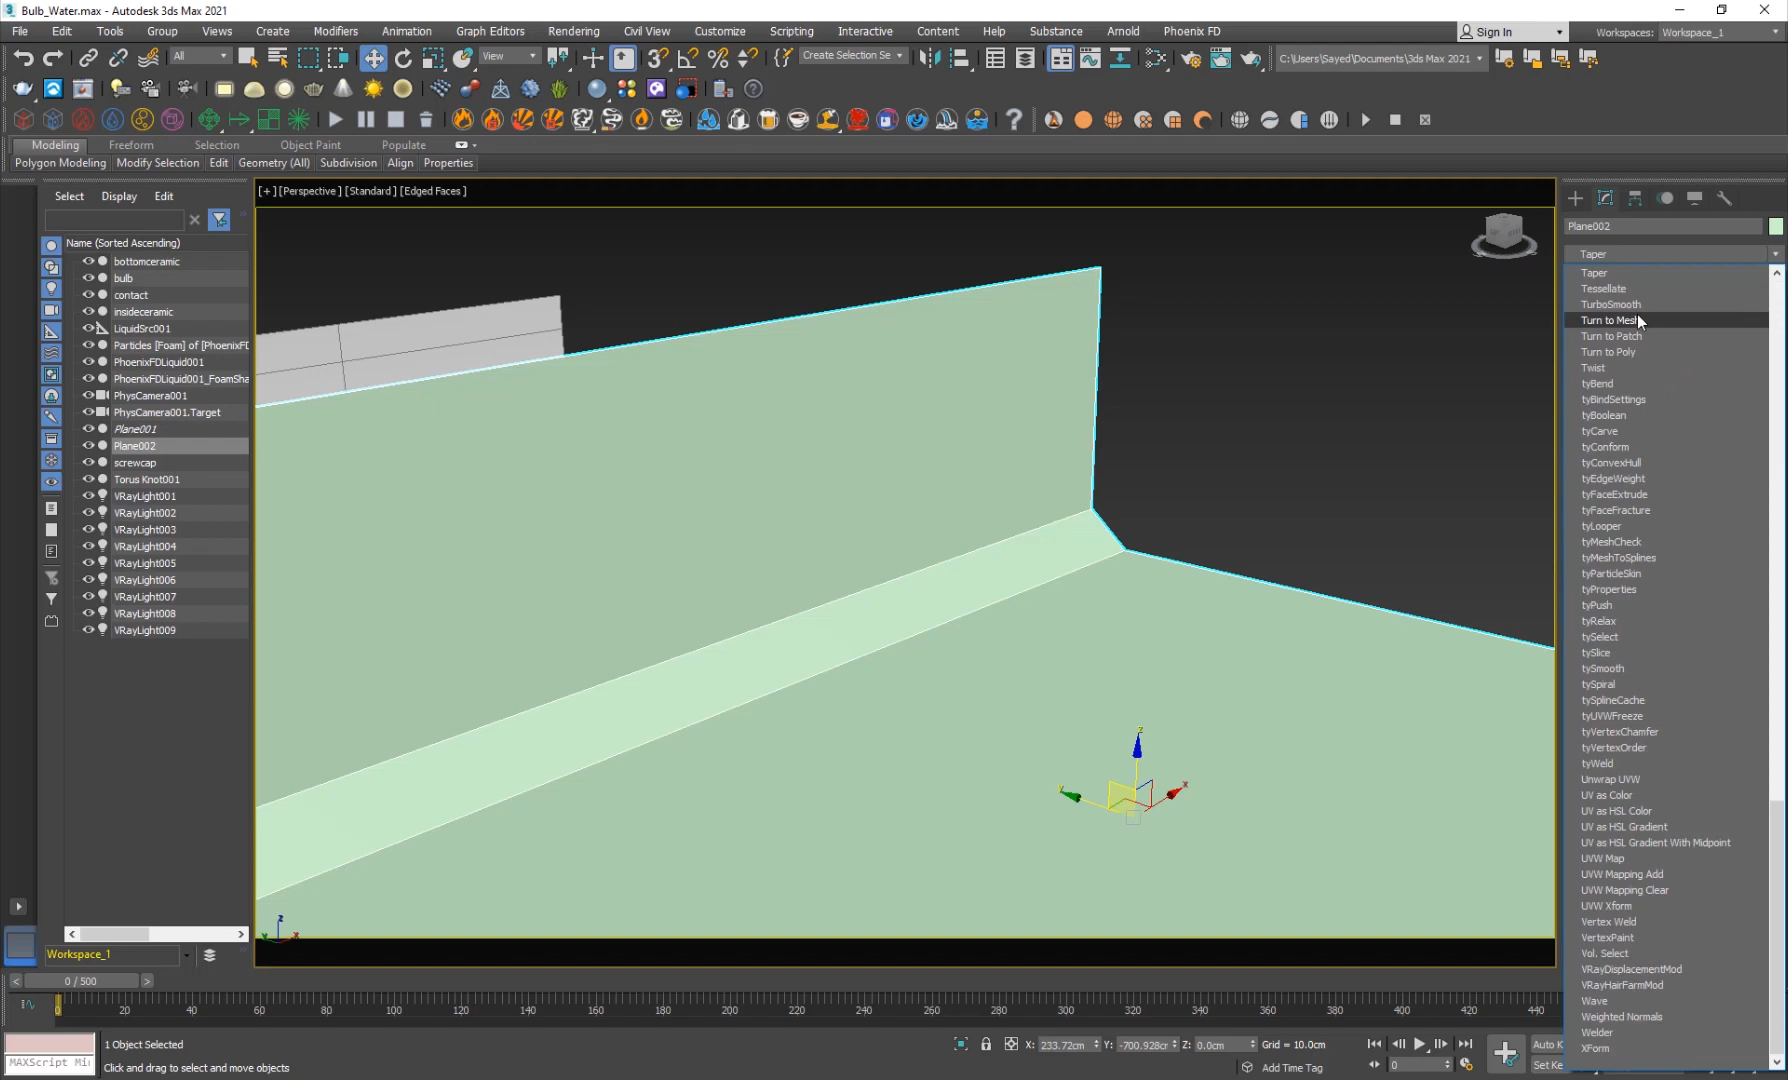 Bulb_Water.max - Autodesk 3ds Max 2021
File Edit Tools Group Views Create Modifiers Animation Graph Editors Rendering Civil View Customize Scripting Interactive Content Help Substance Arnold Phoenix FD
Sign In
Workspaces: Workspace_1
All
View
Create Selection Se
C:\Users\Sayed\Documents\3ds Max 2021
Modeling Freeform Selection Object Paint Populate
Polygon Modeling Modify Selection Edit Geometry (All) Subdivision Align Properties
Select Display Edit
[+] [Perspective] [Standard] [Edged Faces]
Name (Sorted Ascending)
bottomceramic
bulb
contact
insideceramic
LiquidSrc001
Particles [Foam] of [PhoenixFD
PhoenixFDLiquid001
PhoenixFDLiquid001_FoamSha
PhysCamera001
PhysCamera001.Target
Plane001
Plane002
screwcap
Torus Knot001
VRayLight001
VRayLight002
VRayLight003
VRayLight004
VRayLight005
VRayLight006
VRayLight007
VRayLight008
VRayLight009
Workspace_1
Plane002
Taper
Taper
Tessellate
TurboSmooth
Turn to Mesh
Turn to Patch
Turn to Poly
Twist
tyBend
tyBindSettings
tyBoolean
tyCarve
tyConform
tyConvexHull
tyEdgeWeight
tyFaceExtrude
tyFaceFracture
tyLooper
tyMeshCheck
tyMeshToSplines
tyParticleSkin
tyProperties
tyPush
tyRelax
tySelect
tySlice
tySmooth
tySpiral
tySplineCache
tyUVWFreeze
tyVertexChamfer
tyVertexOrder
tyWeld
Unwrap UVW
UV as Color
UV as HSL Color
UV as HSL Gradient
UV as HSL Gradient With Midpoint
UVW Map
UVW Mapping Add
UVW Mapping Clear
UVW Xform
Vertex Weld
VertexPaint
Vol. Select
VRayDisplacementMod
VRayHairFarmMod
Wave
Weighted Normals
Welder
XForm
z
y
x
z
y
x
0 / 500
0 20 40 60 80 100 120 140 160 180 200 220 240 260 280 300 320 340 360 380 400 420 440
MAXScript Mi
1 Object Selected
Click and drag to select and move objects
X: 233.72cm Y: -700.928cr Z: 0.0cm Grid = 10.0cm
Add Time Tag
0
Auto K
Set Ke